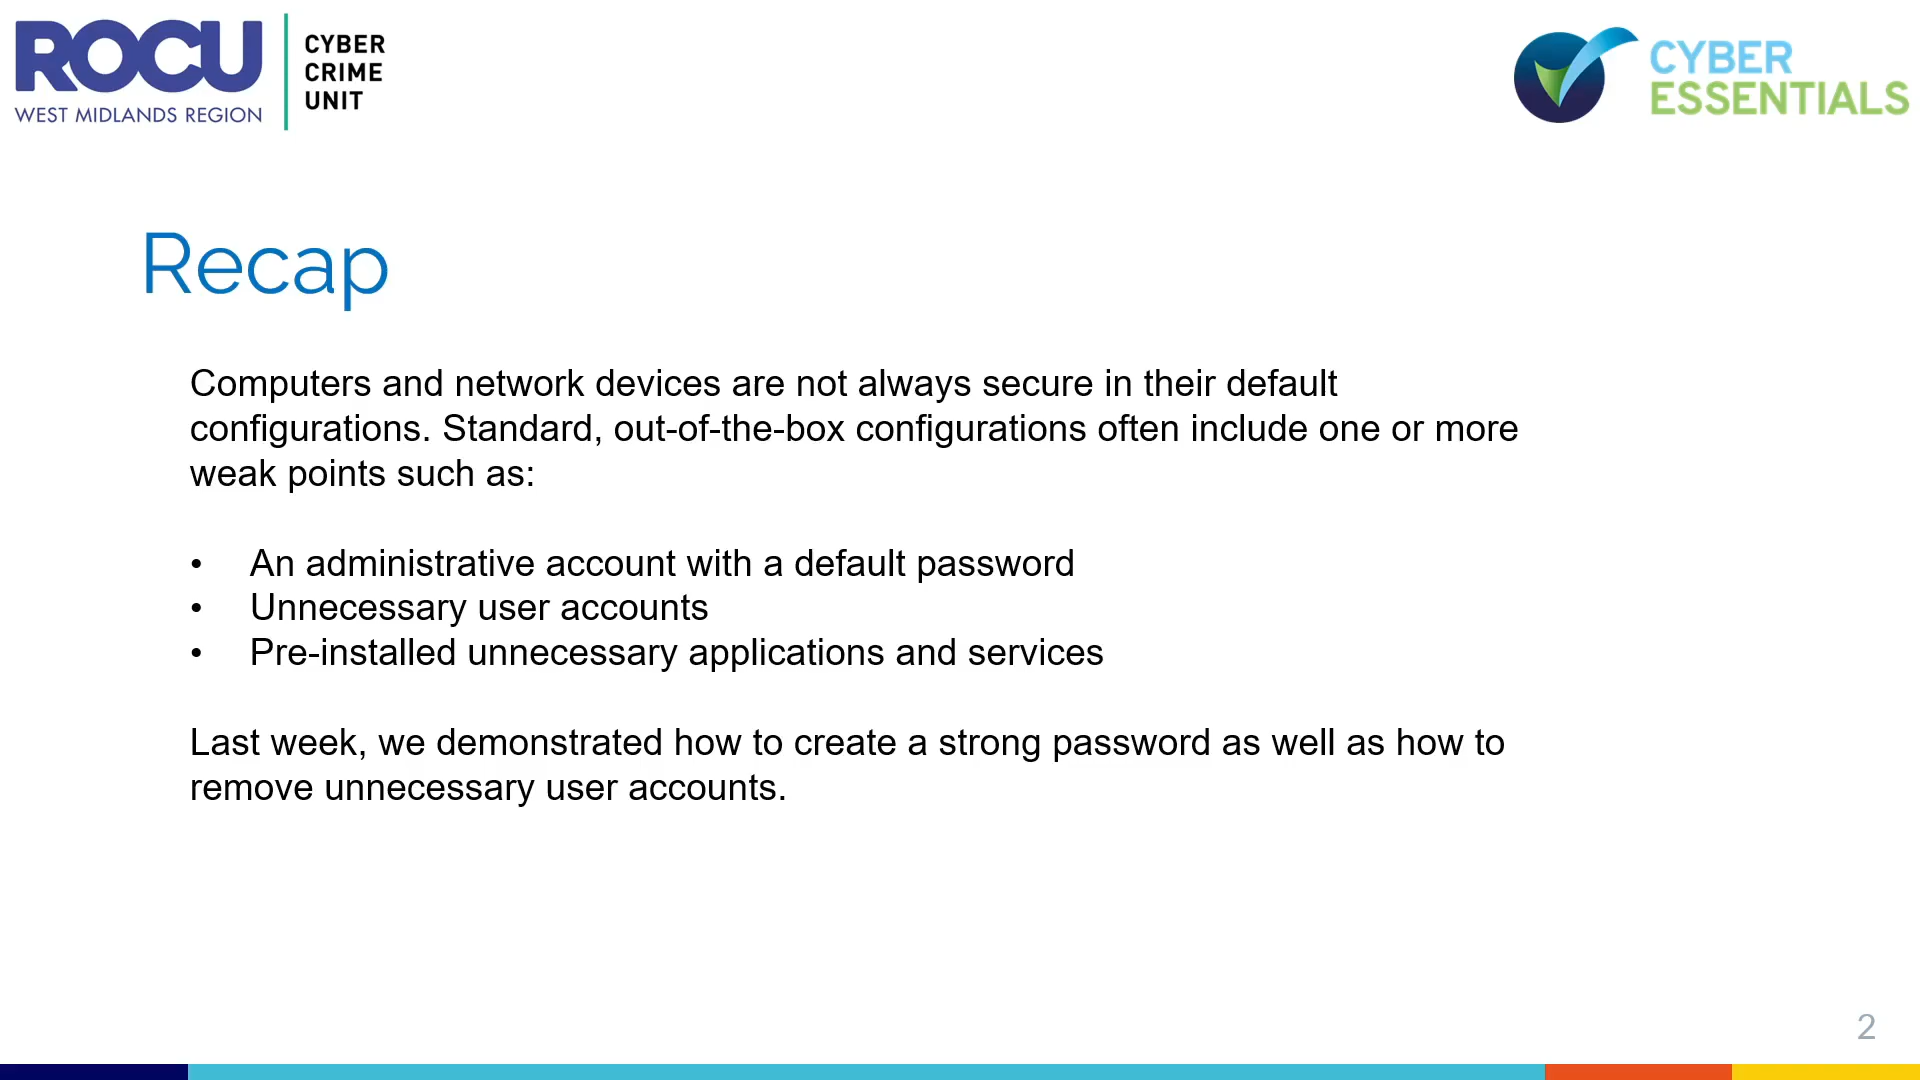 ROCU
WEST MIDLANDS REGION
CYBER
CRIME
UNIT
CYBER
ESSENTIALS
Recap
Computers and network devices are not always secure in their default
configurations. Standard, out-of-the-box configurations often include one or more
weak points such as:
• An administrative account with a default password
• Unnecessary user accounts
• Pre-installed unnecessary applications and services
Last week, we demonstrated how to create a strong password as well as how to
remove unnecessary user accounts.
2